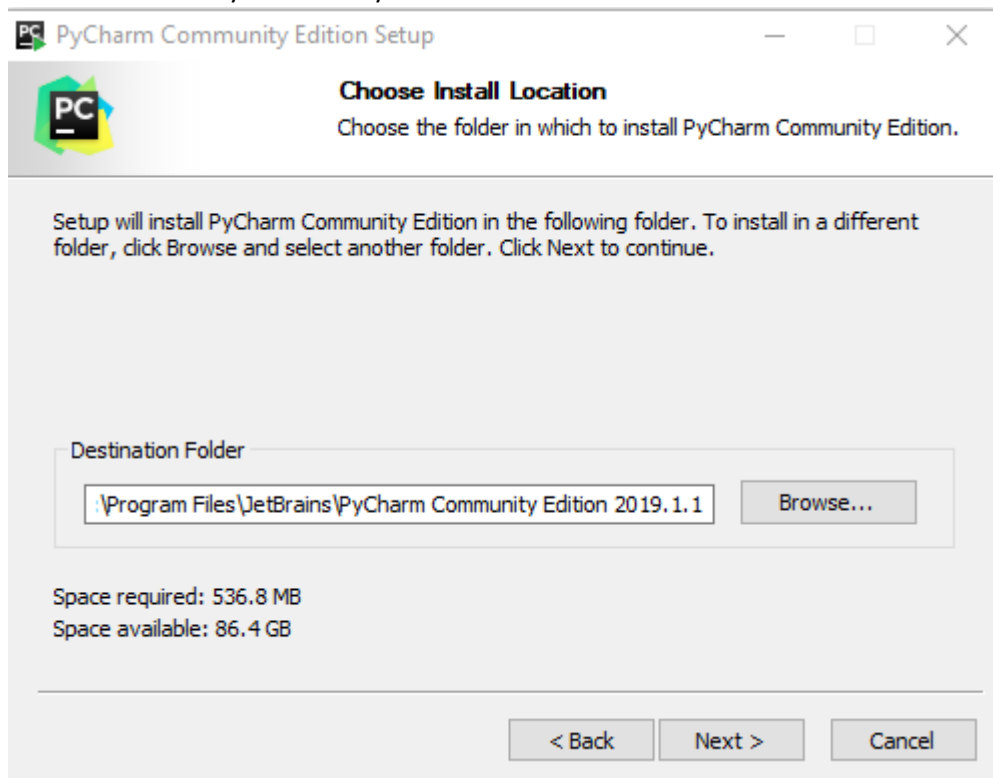 PyCharm Community Edition Setup
PC
Choose Install Location
Choose the folder in which to install PyCharm Community Edition.
Setup will install PyCharm Community Edition in the following folder. To install in a different
folder, click Browse and select another folder. Click Next to continue.
Destination Folder
:\Program Files\JetBrains\PyCharm Community Edition 2019.1.1
Browse...
Space required: 536.8 MB
Space available: 86.4 GB
< Back
Next >
Cancel